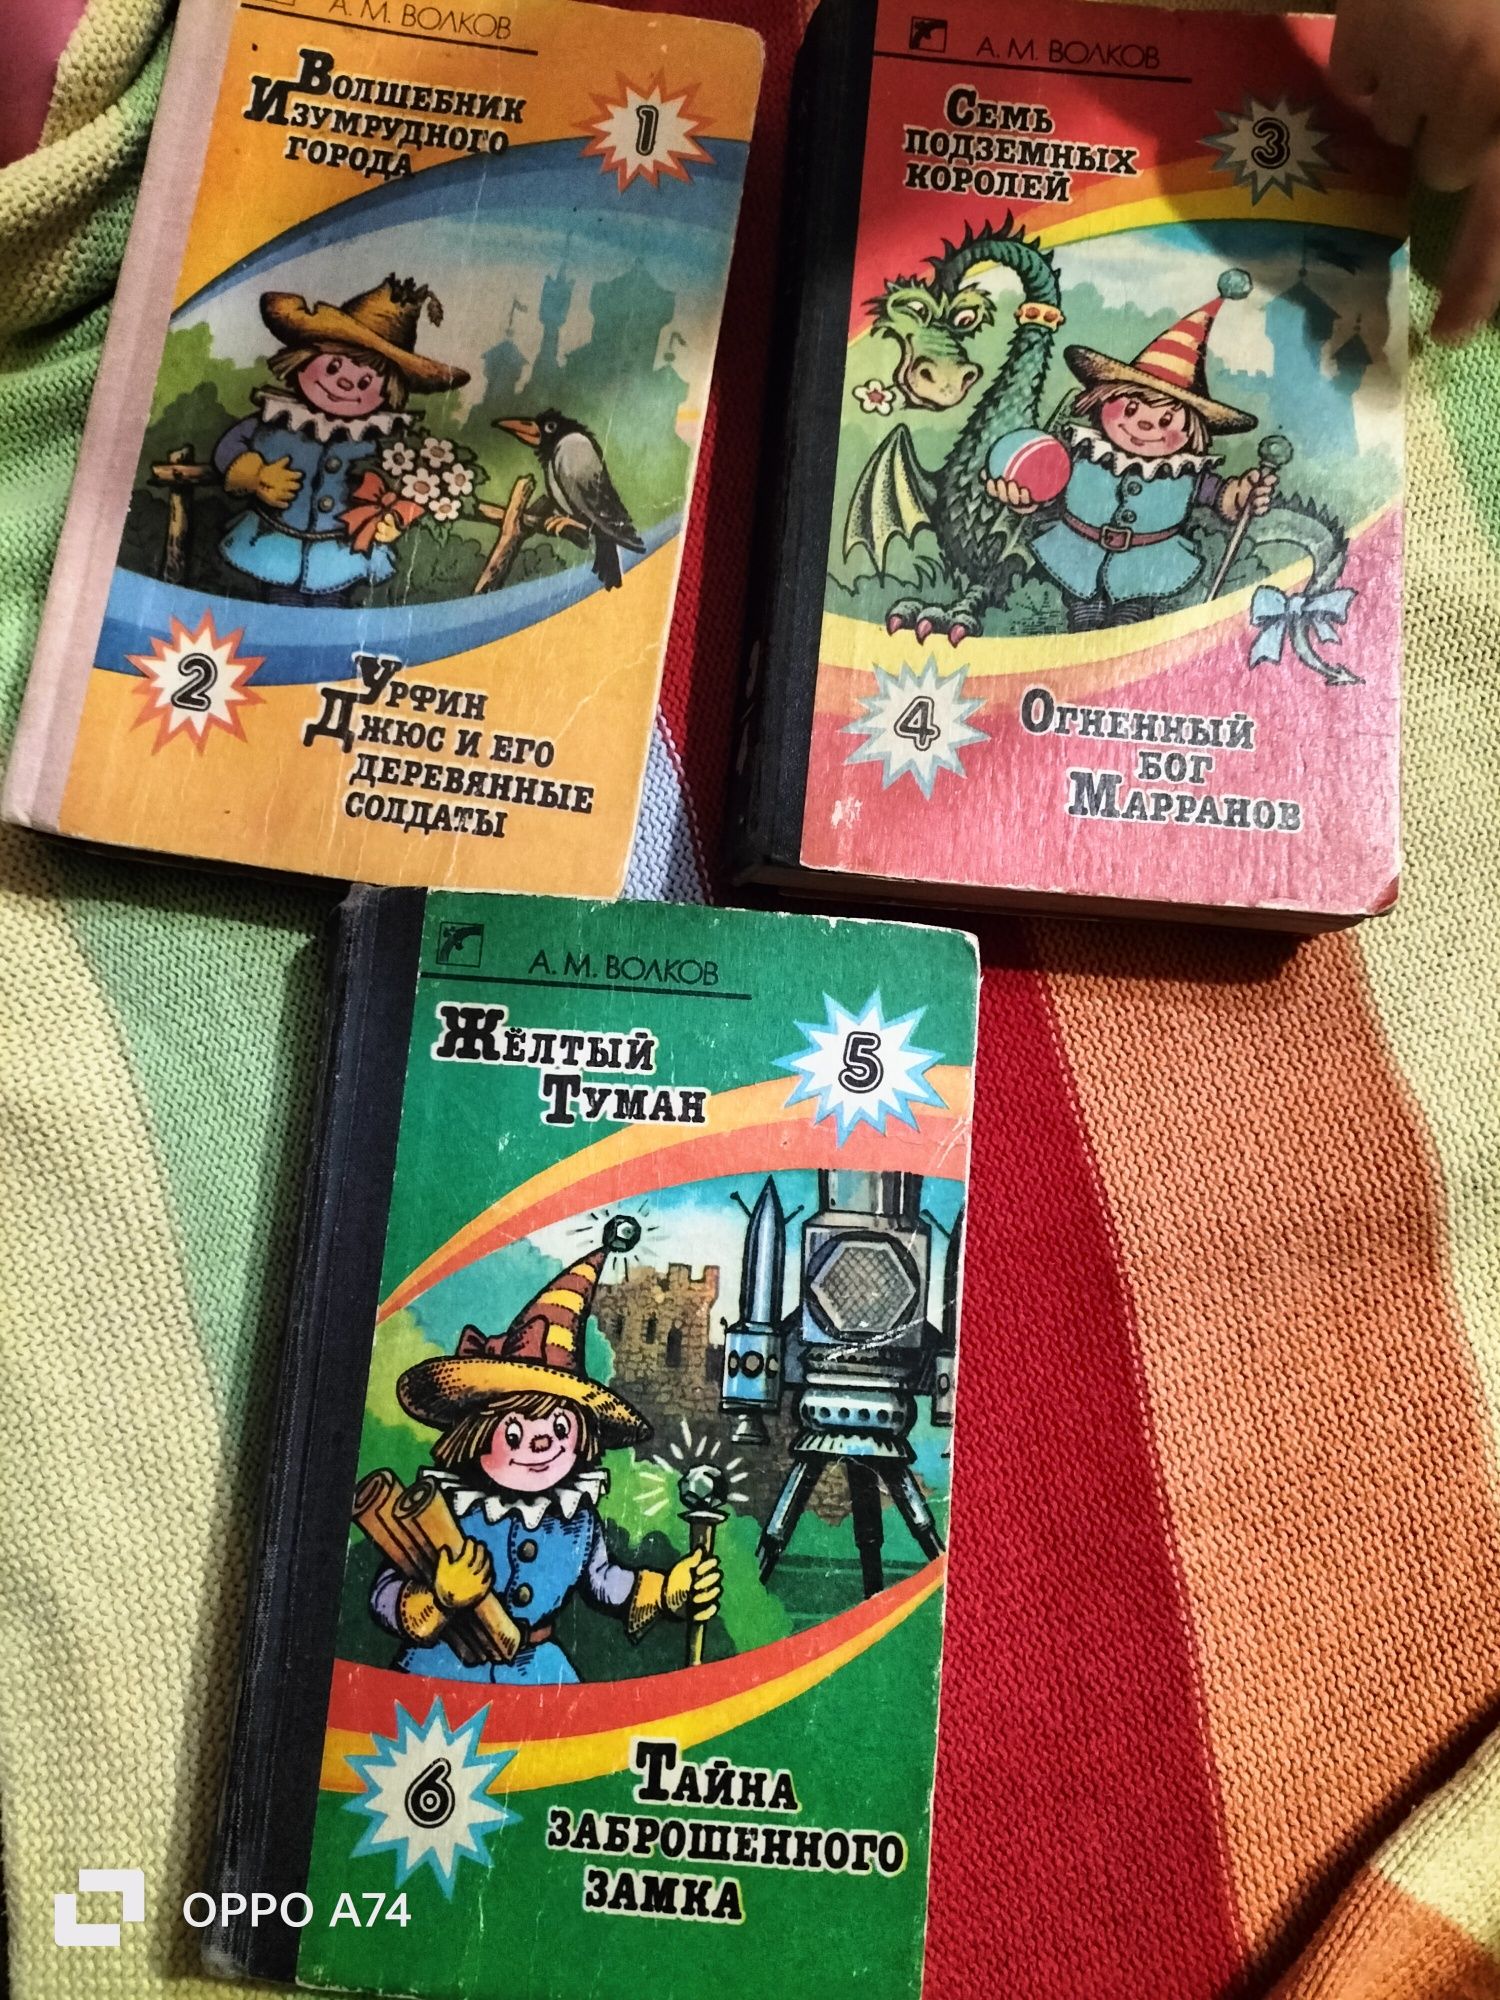 А. М. ВОЛКОВ
ВОЛШЕБНИК
ИЗУМРУДНОГО
ГОРОДА
1
2
УРФИН
ДЖЮС И ЕГО
ДЕРЕВЯННЫЕ
СОЛДАТЫ
А. М. ВОЛКОВ
СЕМЬ
ПОДЗЕМНЫХ
КОРОЛЕЙ
3
4
ОГНЕННЫЙ
БОГ
МАРРАНОВ
А. М. ВОЛКОВ
ЖЁЛТЫЙ
ТУМАН
5
6
ТАЙНА
ЗАБРОШЕННОГО
ЗАМКА
OPPO A74